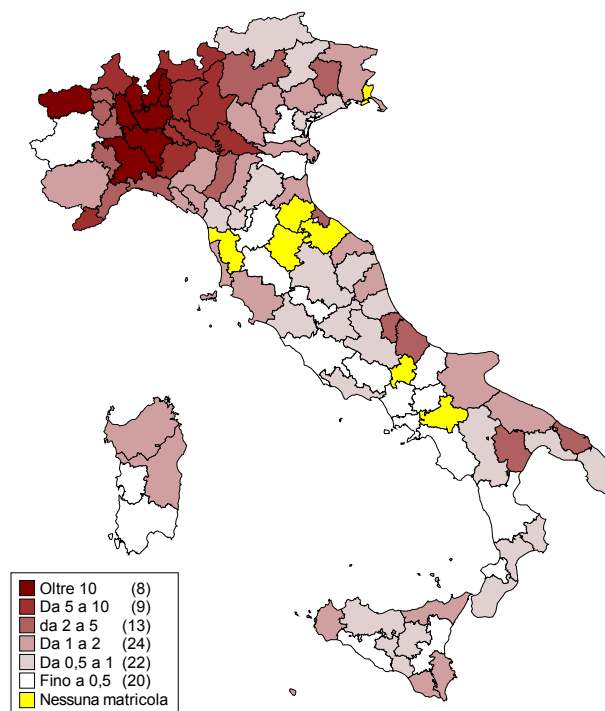 Oltre 10 (8)
Da 5 a 10 (9)
da 2 a 5 (13)
Da 1 a 2 (24)
Da 0,5 a 1 (22)
Fino a 0,5 (20)
Nessuna matricola